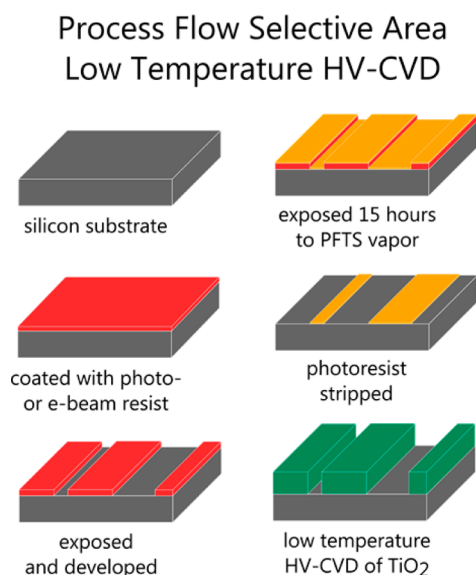 Process Flow Selective Area
Low Temperature HV-CVD
silicon substrate
coated with photo-
or e-beam resist
exposed
and developed
exposed 15 hours
to PFTS vapor
photoresist
stripped
low temperature
HV-CVD of TiO₂